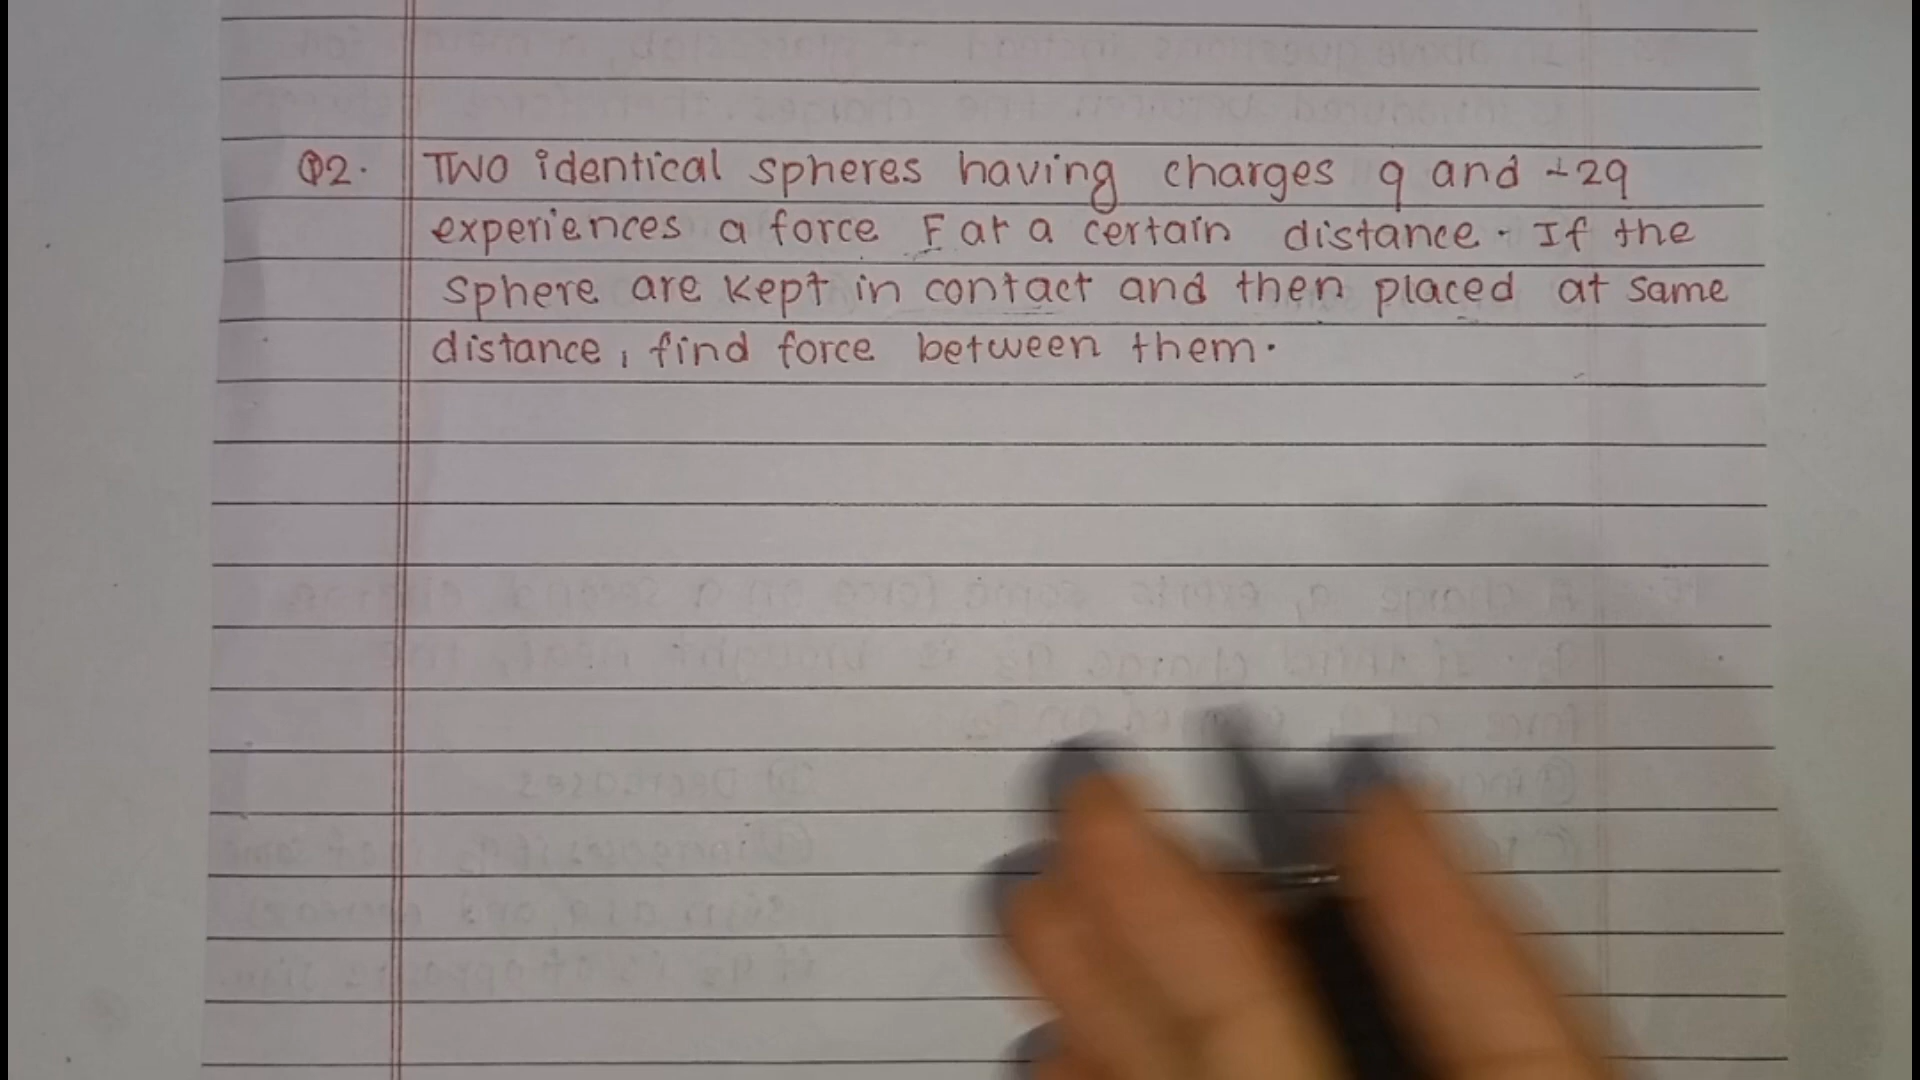 Q2. Two identical spheres having charges q and -2q
experiences a force F at a certain distance. If the
sphere are kept in contact and then placed at same
distance, find force between them.